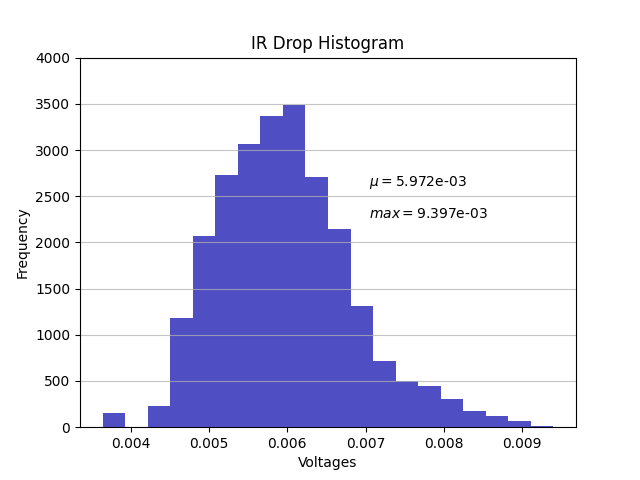 IR Drop Histogram
4000
3500
3000
2500
2000
1500
1000
500
0
Frequency
μ = 5.972e-03
max = 9.397e-03
0.004 0.005 0.006 0.007 0.008 0.009
Voltages